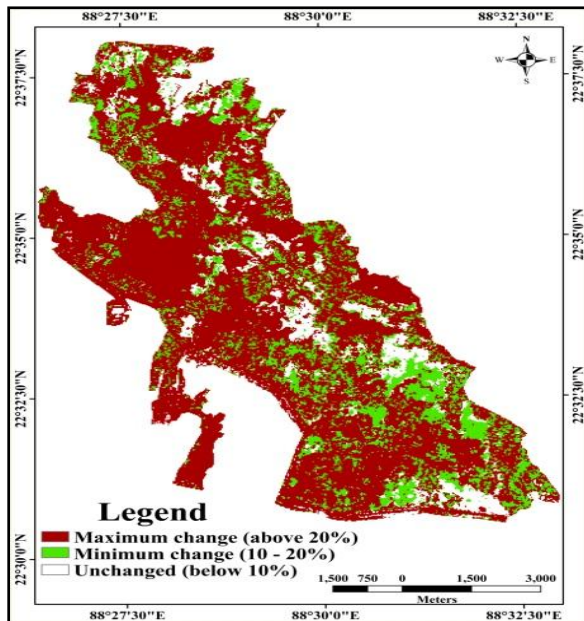 88°27'30"E 88°30'0"E 88°32'30"E
N
W E
S
22°37'30"N 22°37'30"N
22°35'0"N 22°35'0"N
22°32'30"N 22°32'30"N
22°30'0"N 22°30'0"N
Legend
Maximum change (above 20%)
Minimum change (10 - 20%)
Unchanged (below 10%)
1,500 750 0 1,500 3,000
Meters
88°27'30"E 88°30'0"E 88°32'30"E